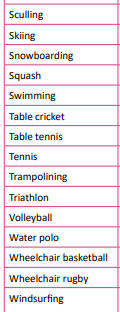 Sculling
Skiing
Snowboarding
Squash
Swimming
Table cricket
Table tennis
Tennis
Trampolining
Triathlon
Volleyball
Water polo
Wheelchair basketball
Wheelchair rugby
Windsurfing